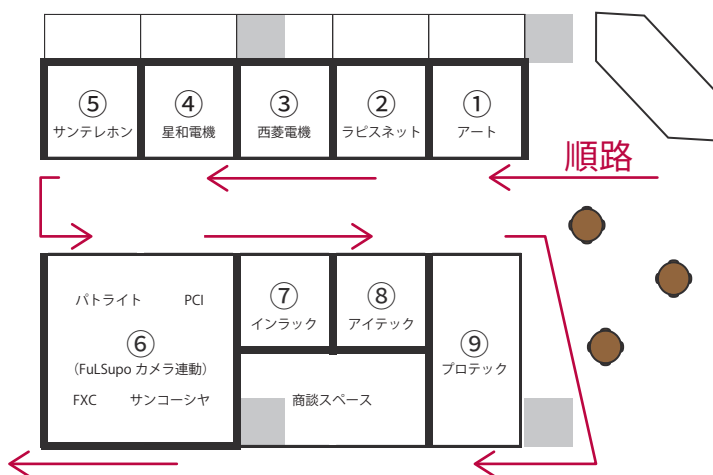 ⑤ ④ ③ ② ①
サンテレホン 星和電機 西菱電機 ラピスネット アート
順路
パトライト PCI
⑥
(FuLSupo カメラ連動)
FXC サンコーシヤ
⑦
インラック
⑧
アイテック
⑨
プロテック
商談スペース